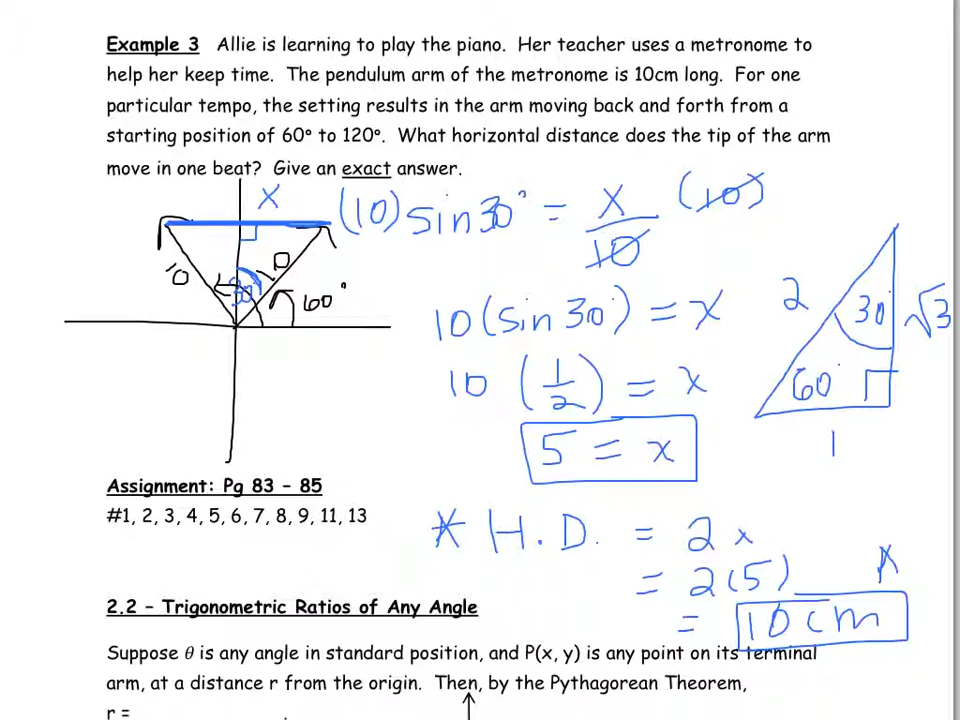 Example 3 Allie is learning to play the piano. Her teacher uses a metronome to
help her keep time. The pendulum arm of the metronome is 10cm long. For one
particular tempo, the setting results in the arm moving back and forth from a
starting position of 60° to 120°. What horizontal distance does the tip of the arm
move in one beat? Give an exact answer.
X
10
10
30°
60°
(10) sin30° = X/10 (10)
10(sin 30°) = x
10 (1/2) = x
5 = x
2
30°
√3
60°
1
Assignment: Pg 83 – 85
#1, 2, 3, 4, 5, 6, 7, 8, 9, 11, 13
* H.D. = 2x
= 2(5)
= 10cm
2.2 – Trigonometric Ratios of Any Angle
Suppose θ is any angle in standard position, and P(x, y) is any point on its terminal
arm, at a distance r from the origin. Then, by the Pythagorean Theorem,
r = ____________.